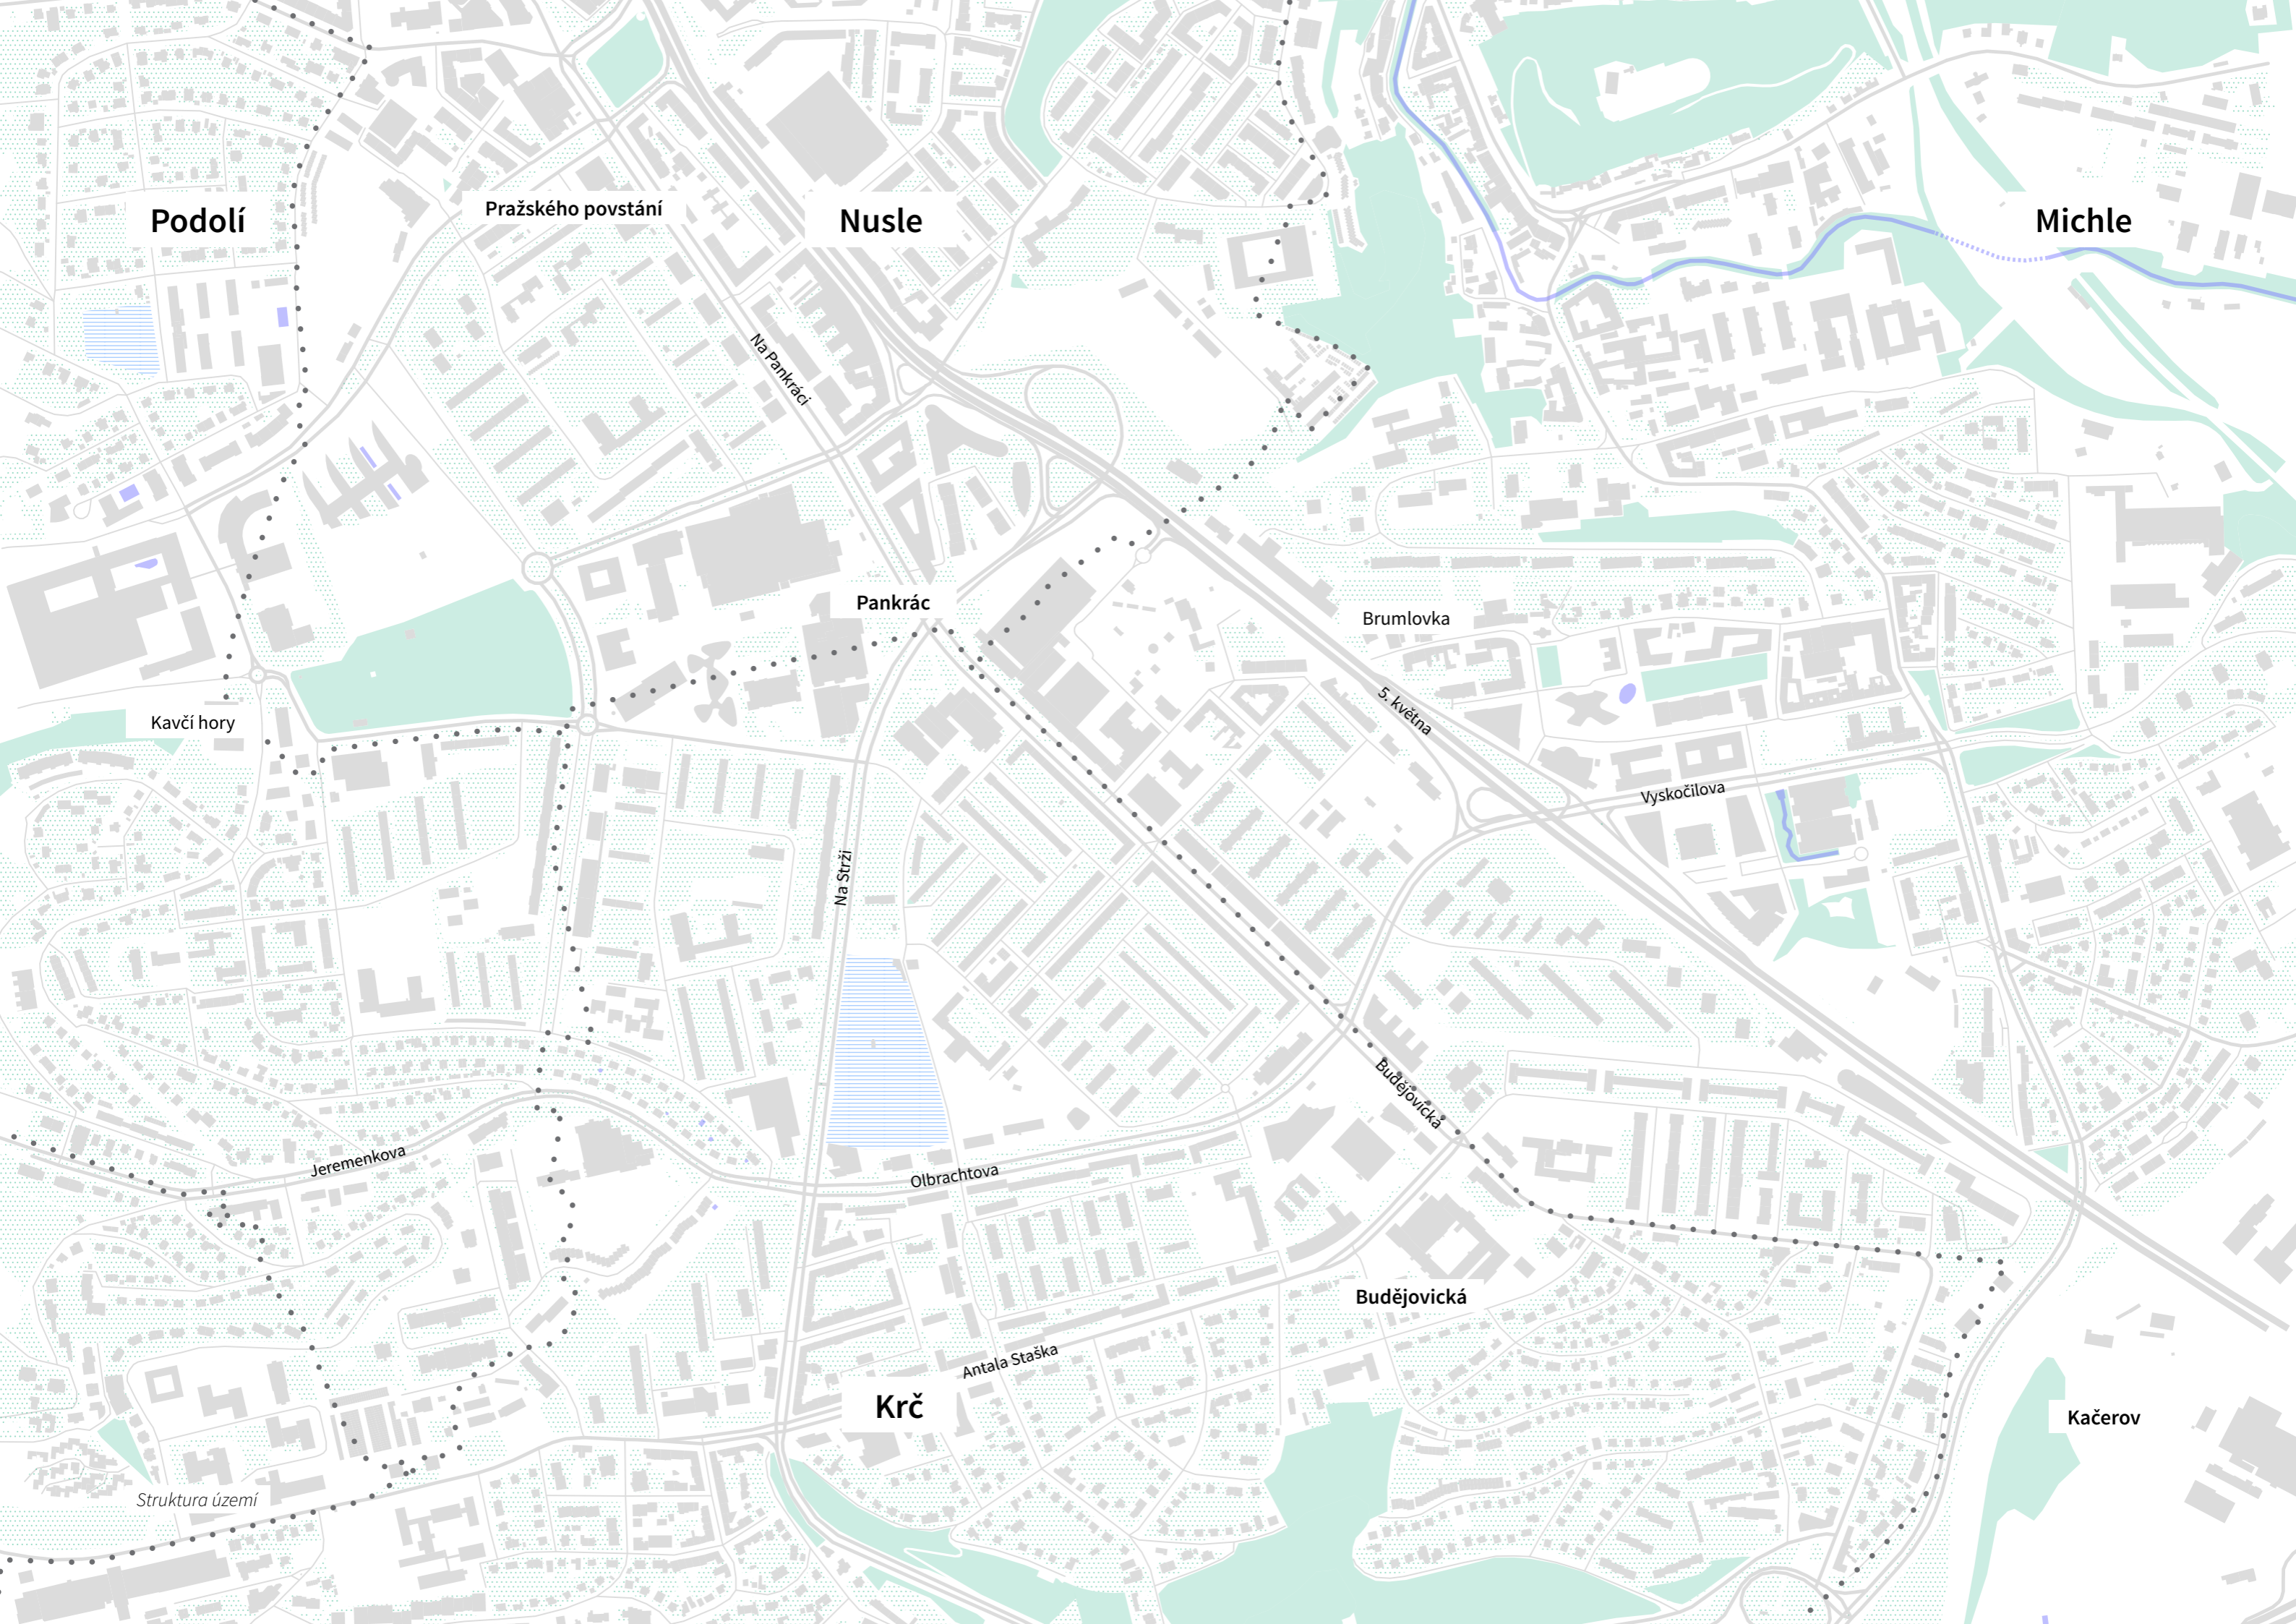 Pražského povstání
Podolí
Nusle
Michle
Na Pankráci
Pankrác
Brumlovka
Kavčí hory
5. května
Vyskočilova
Na Strži
Budějovická
Jeremenkova
Olbrachtova
Budějovická
Antala Staška
Krč
Kačerov
Struktura území